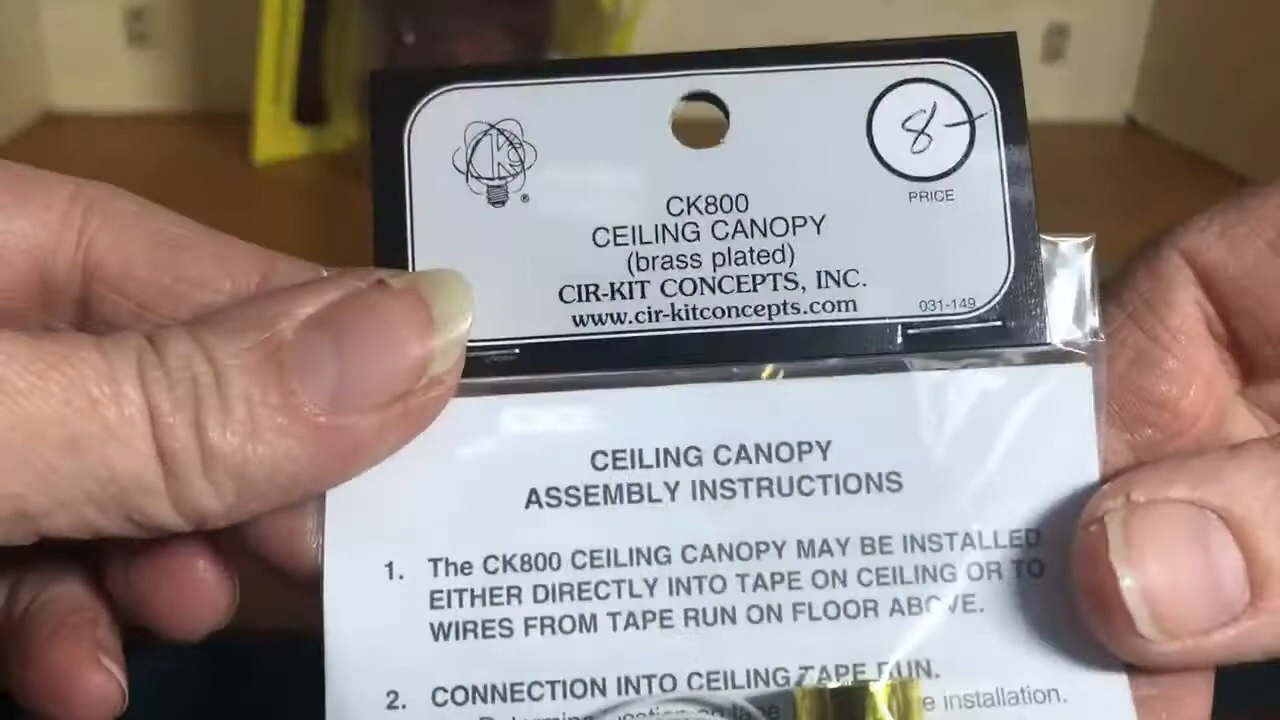 CKC
®
8-
PRICE
CK800
CEILING CANOPY
(brass plated)
CIR-KIT CONCEPTS, INC.
www.cir-kitconcepts.com
031-149
CEILING CANOPY
ASSEMBLY INSTRUCTIONS
1. The CK800 CEILING CANOPY MAY BE INSTALLED
EITHER DIRECTLY INTO TAPE ON CEILING OR TO
WIRES FROM TAPE RUN ON FLOOR ABOVE.
2. CONNECTION INTO CEILING TAPE RUN.
installation.